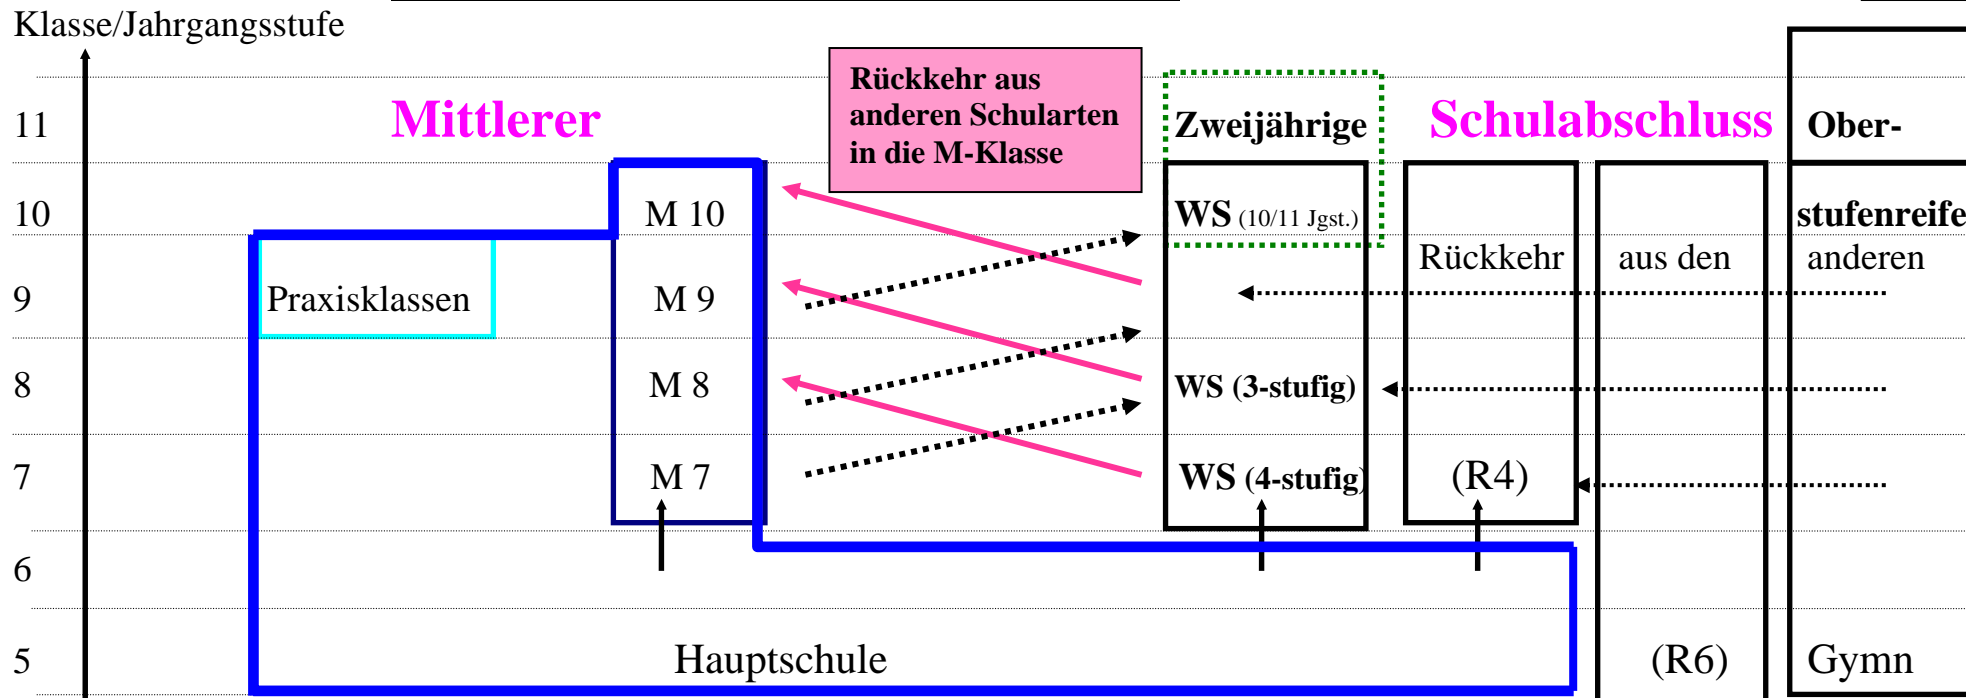 Klasse/Jahrgangsstufe
Rückkehr aus
anderen Schularten
in die M-Klasse
11 Mittlerer Zweijährige Schulabschluss Ober-
10 M 10 WS (10/11 Jgst.) stufenreife
Rückkehr aus den anderen
9 Praxisklassen M 9
8 M 8 WS (3-stufig)
7 M 7 WS (4-stufig) (R4)
6
5 Hauptschule (R6) Gymn